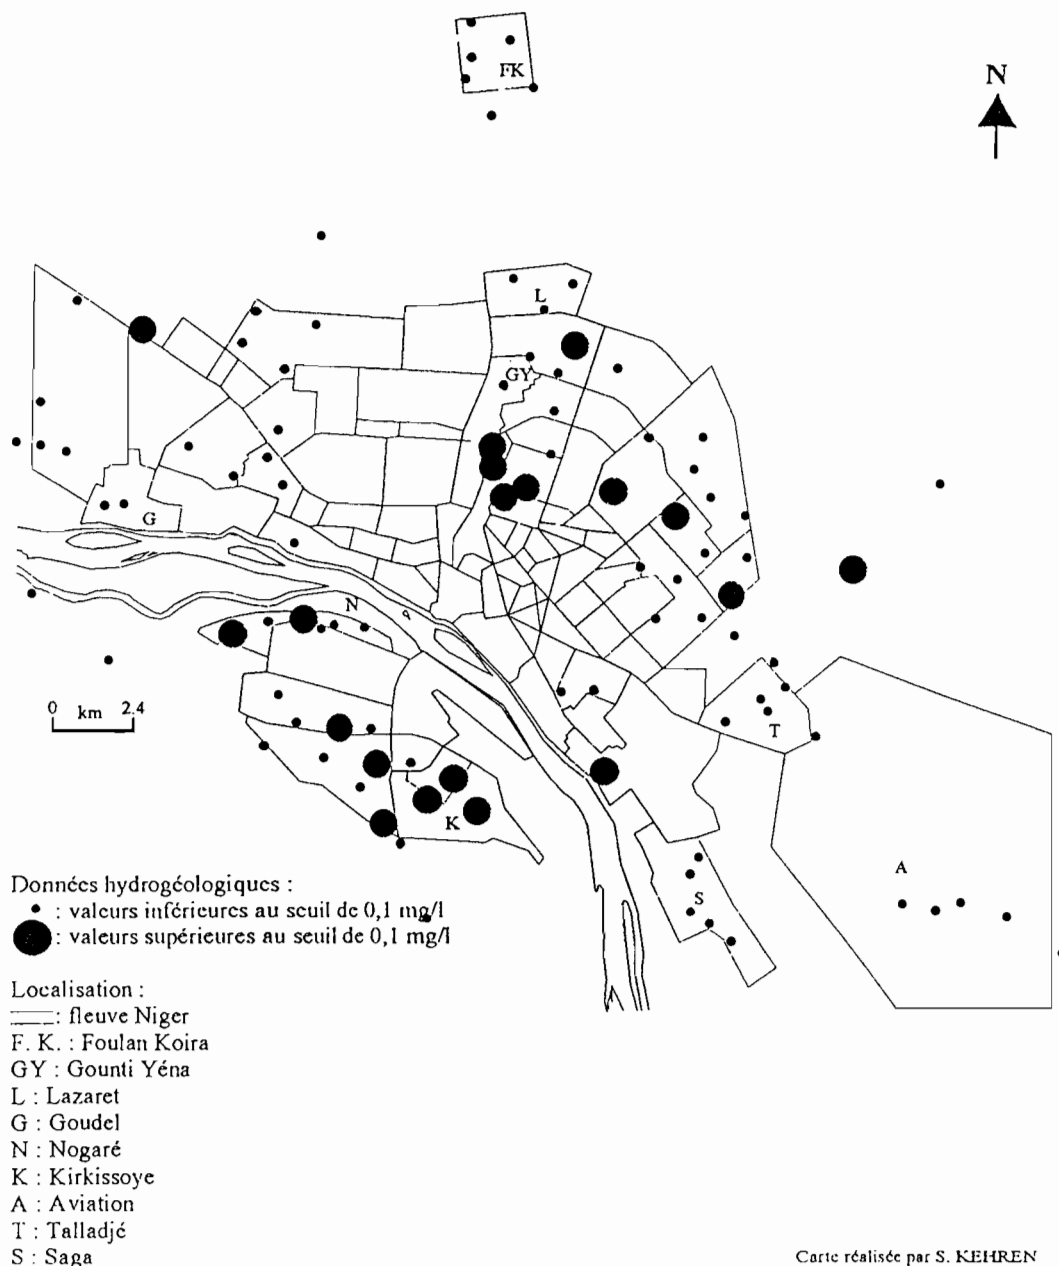 FK
N
L
GY
G
N
T
K
A
S
0 km 2.4
Données hydrogéologiques :
: valeurs inférieures au seuil de 0,1 mg/l
: valeurs supérieures au seuil de 0,1 mg/l
Localisation :
: fleuve Niger
F. K. : Foulan Koira
GY : Gounti Yéna
L : Lazaret
G : Goudel
N : Nogaré
K : Kirkissoye
A : Aviation
T : Talladjé
S : Saga
Carte réalisée par S. KEHREN